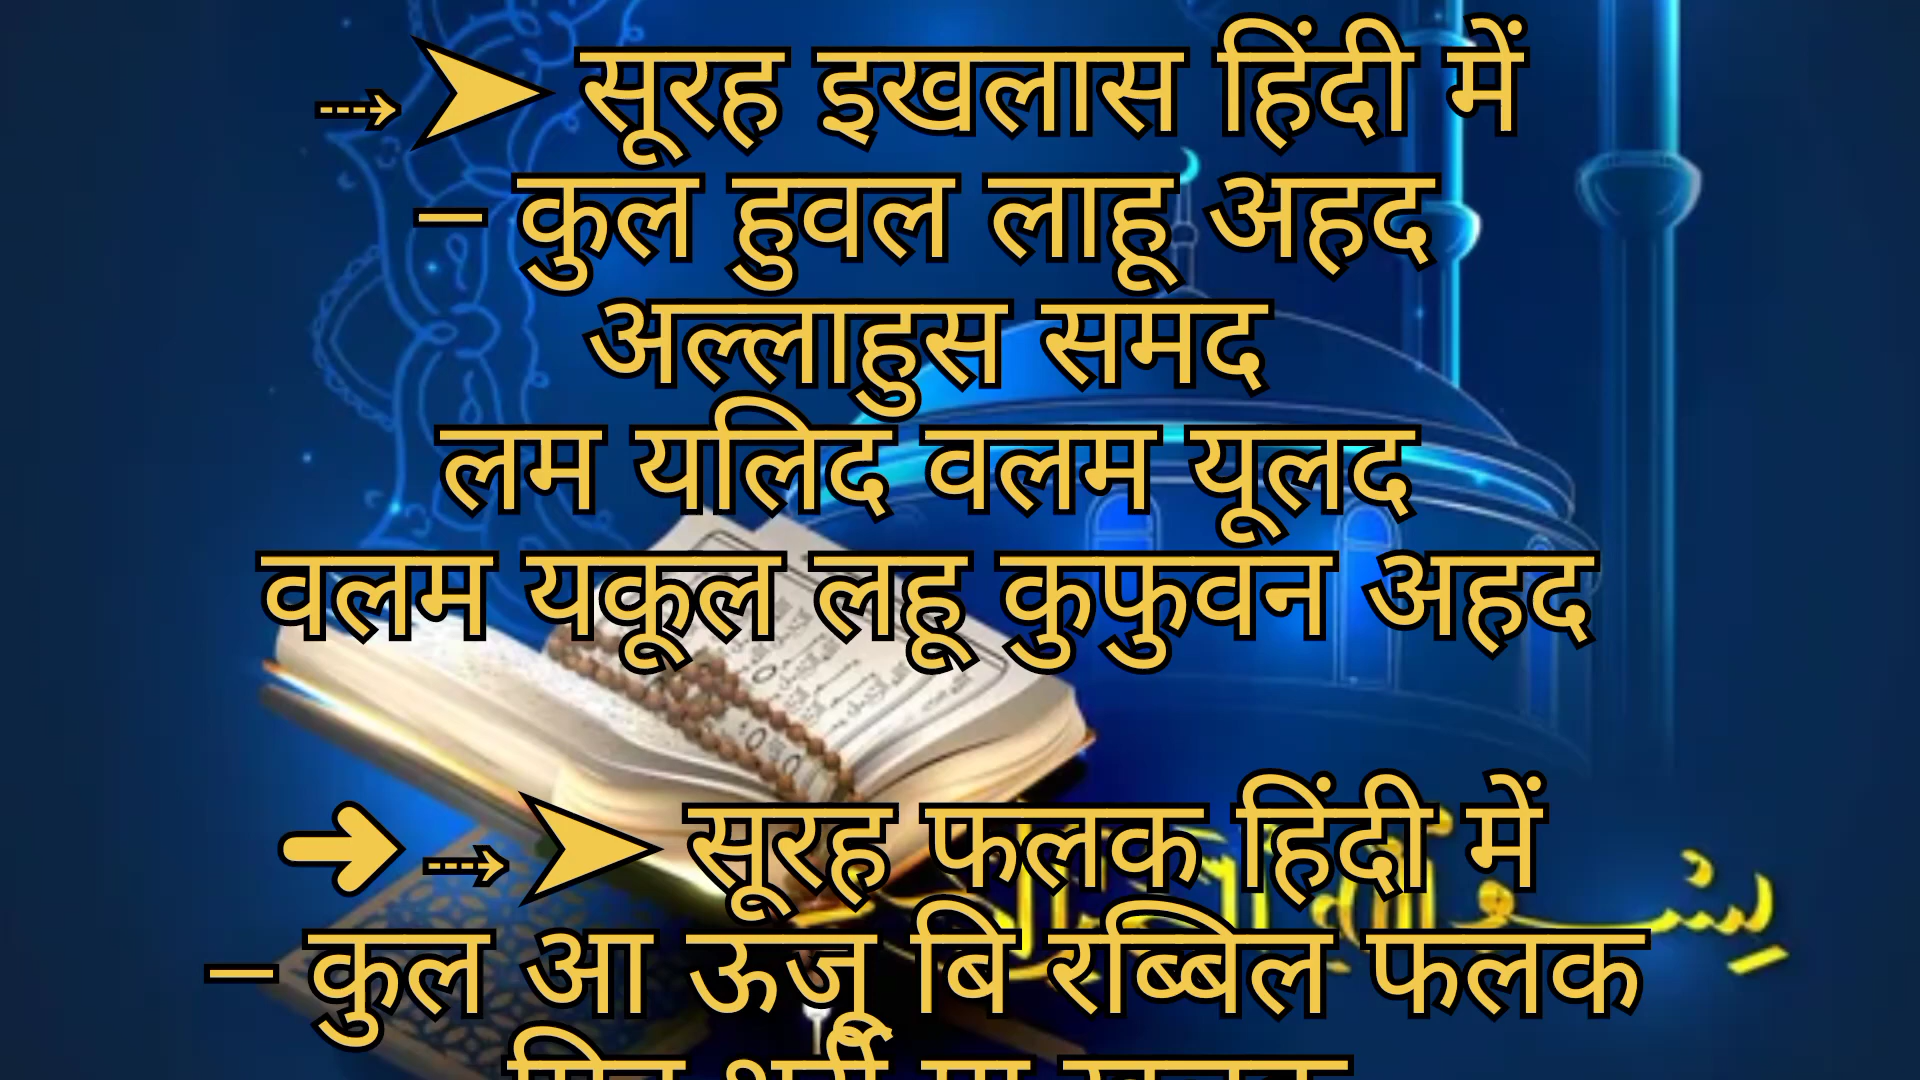 ⤑➤ सूरह इखलास हिंदी में
– कुल हुवल लाहू अहद
अल्लाहुस समद
लम यलिद वलम यूलद
वलम यकूल लहू कुफुवन अहद
➜⤑➤ सूरह फलक हिंदी में
– कुल आ ऊजू बि रब्बिल फलक